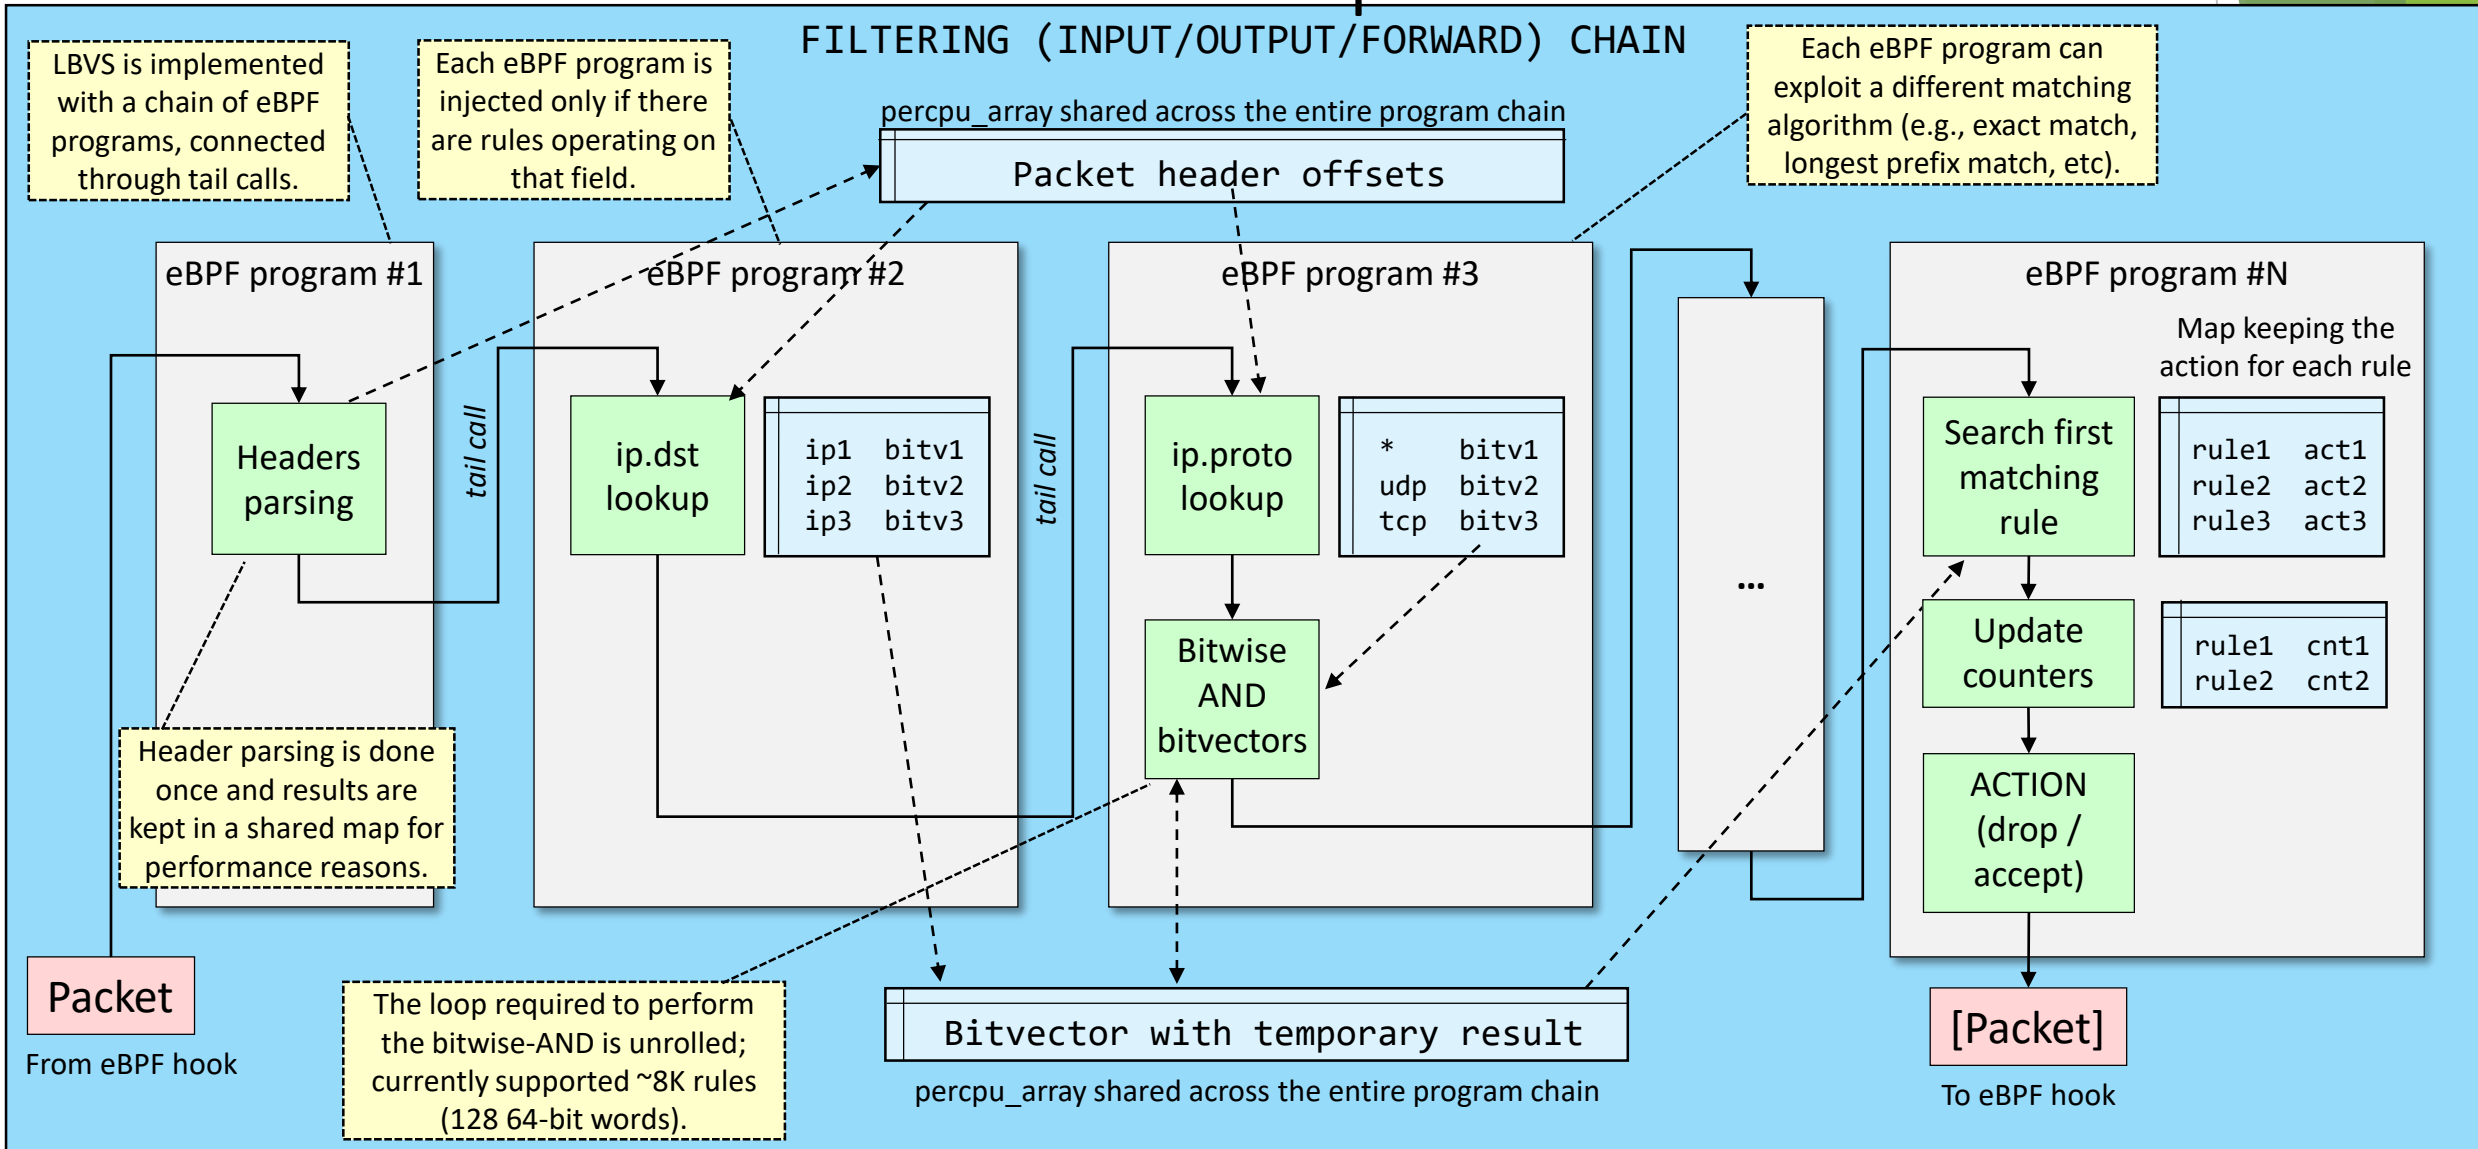 FILTERING (INPUT/OUTPUT/FORWARD) CHAIN
LBVS is implemented
with a chain of eBPF
programs, connected
through tail calls.
Each eBPF program is
injected only if there
are rules operating on
that field.
percpu_array shared across the entire program chain
Packet header offsets
Each eBPF program can
exploit a different matching
algorithm (e.g., exact match,
longest prefix match, etc).
eBPF program #1
Headers
parsing
tail call
Header parsing is done
once and results are
kept in a shared map for
performance reasons.
eBPF program #2
ip.dst
lookup
ip1 bitv1
ip2 bitv2
ip3 bitv3
tail call
eBPF program #3
ip.proto
lookup
* bitv1
udp bitv2
tcp bitv3
Bitwise
AND
bitvectors
...
eBPF program #N
Map keeping the
action for each rule
Search first
matching
rule
rule1 act1
rule2 act2
rule3 act3
Update
counters
rule1 cnt1
rule2 cnt2
ACTION
(drop /
accept)
Packet
From eBPF hook
The loop required to perform
the bitwise-AND is unrolled;
currently supported ~8K rules
(128 64-bit words).
Bitvector with temporary result
percpu_array shared across the entire program chain
[Packet]
To eBPF hook